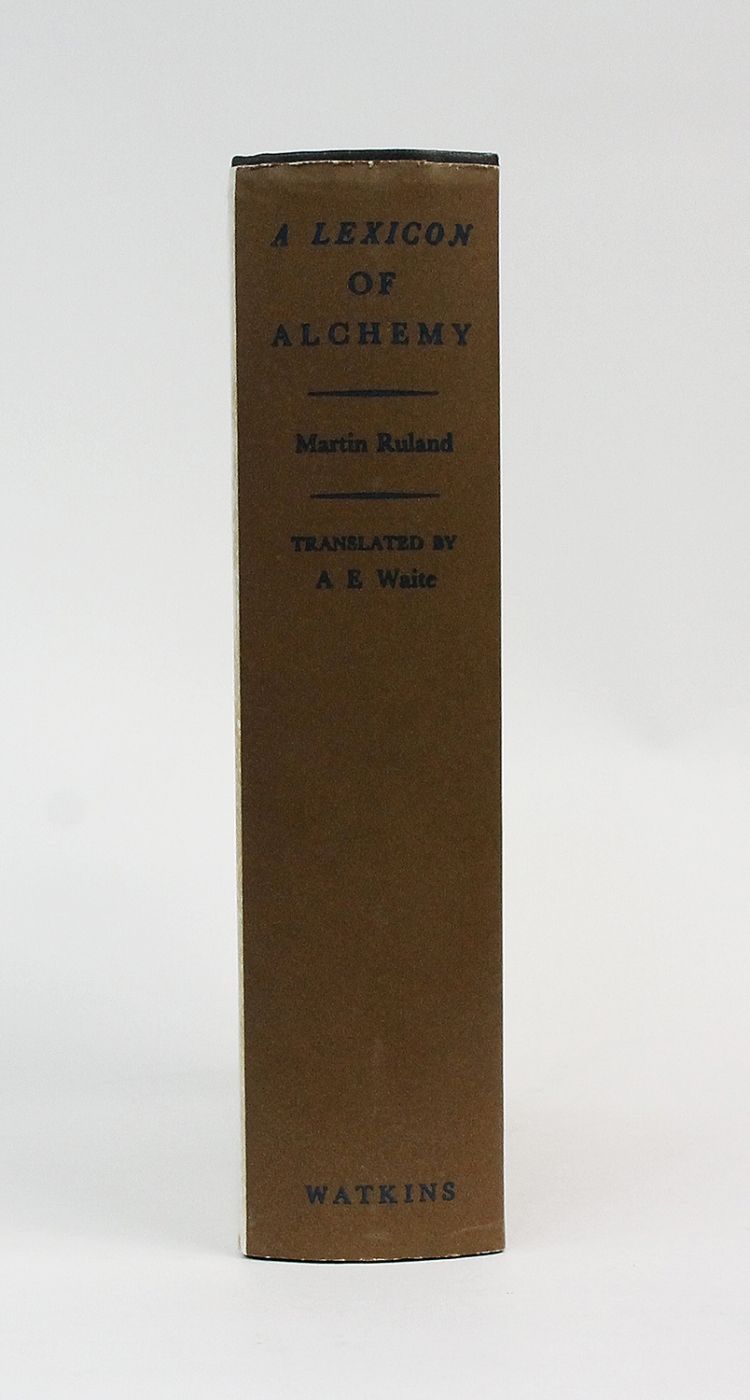 A LEXICON
OF
ALCHEMY
Martin Ruland
TRANSLATED BY
A E Waite
WATKINS